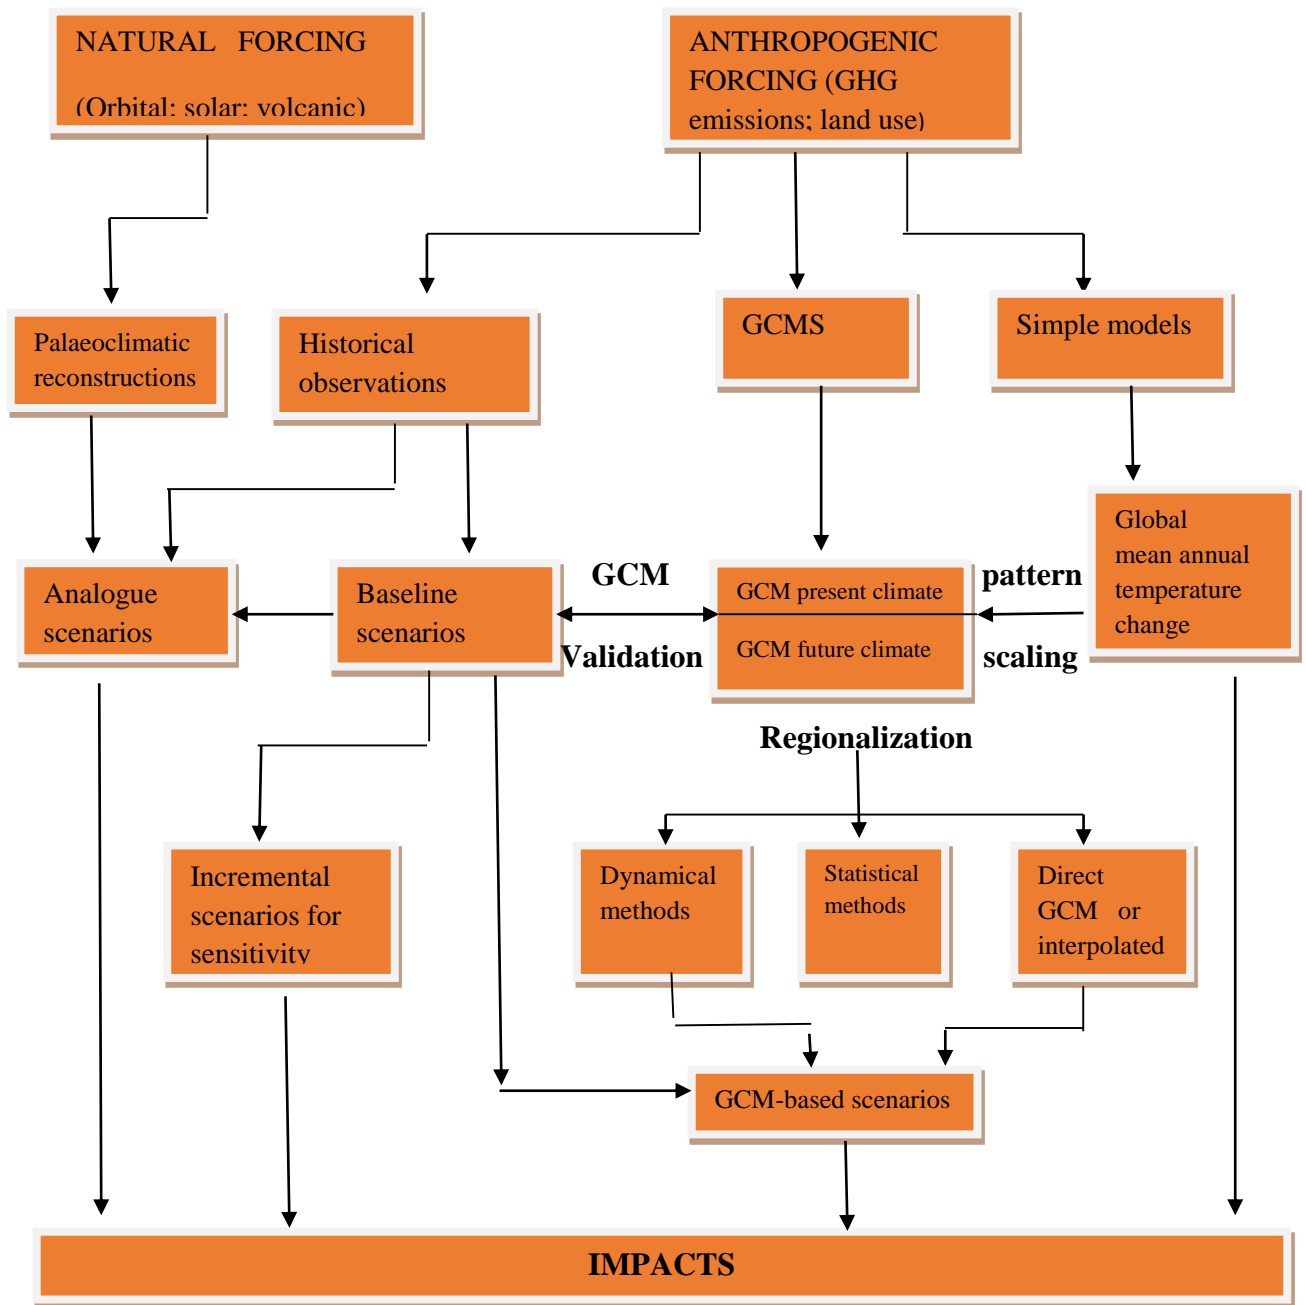 NATURAL FORCING
(Orbital; solar; volcanic)
ANTHROPOGENIC
FORCING (GHG
emissions; land use)
Palaeoclimatic
reconstructions
Historical
observations
GCMS
Simple models
Analogue
scenarios
Baseline
scenarios
GCM
Validation
GCM present climate
GCM future climate
pattern
scaling
Global
mean annual
temperature
change
Regionalization
Incremental
scenarios for
sensitivity
Dynamical
methods
Statistical
methods
Direct
GCM or
interpolated
GCM-based scenarios
IMPACTS